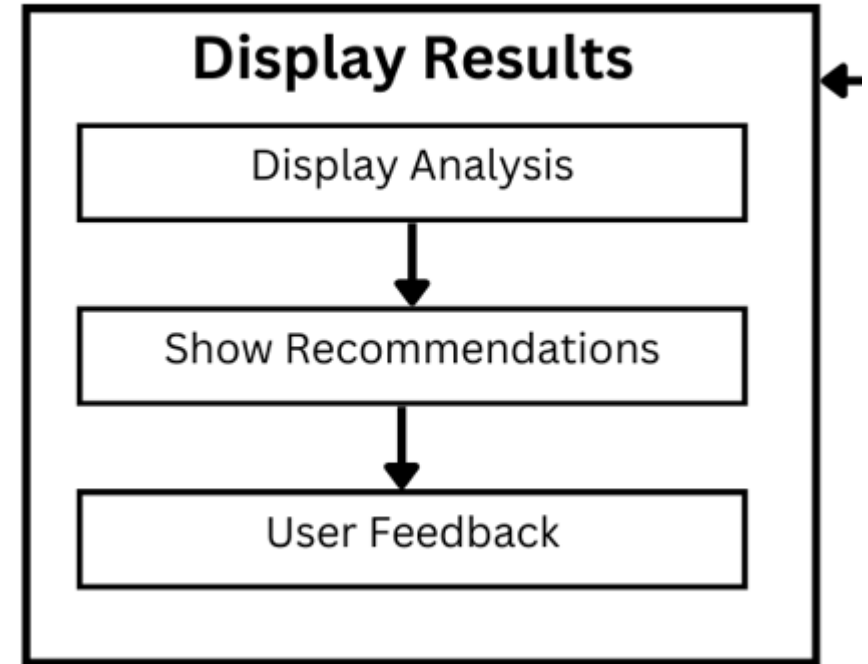 Display Results
Display Analysis
Show Recommendations
User Feedback